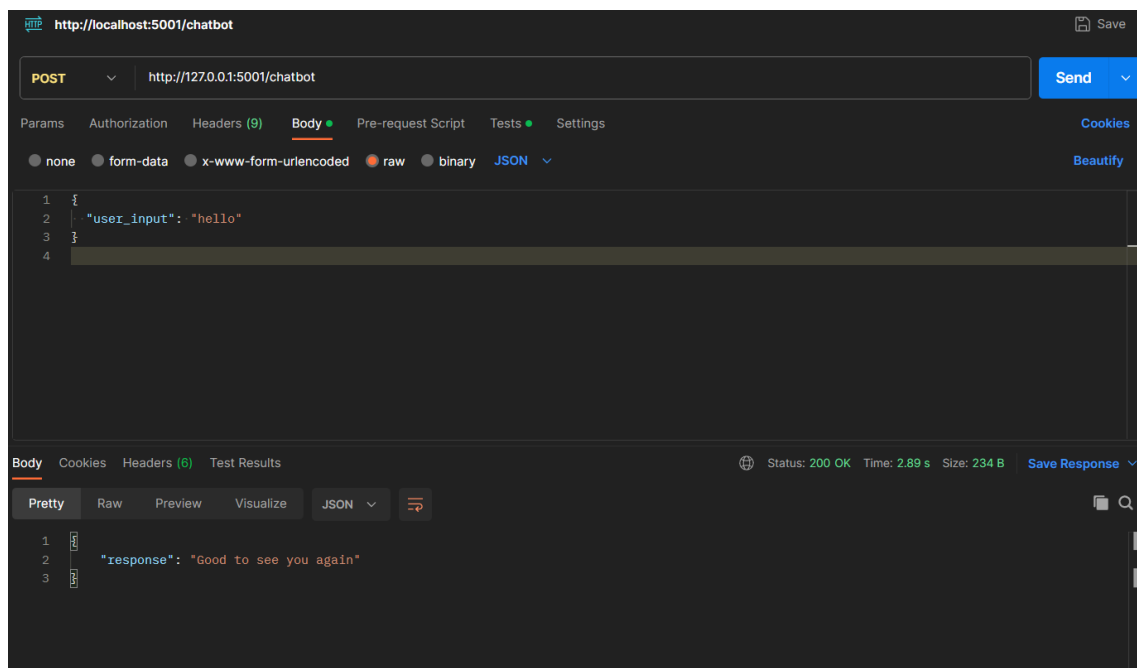 HTTP http://localhost:5001/chatbot Save
POST http://127.0.0.1:5001/chatbot Send
Params Authorization Headers (9) Body Pre-request Script Tests Settings Cookies
none form-data x-www-form-urlencoded raw binary JSON Beautify
1 {
2 "user_input": "hello"
3 }
4
Body Cookies Headers (6) Test Results Status: 200 OK Time: 2.89 s Size: 234 B Save Response
Pretty Raw Preview Visualize JSON
1 {
2 "response": "Good to see you again"
3 }